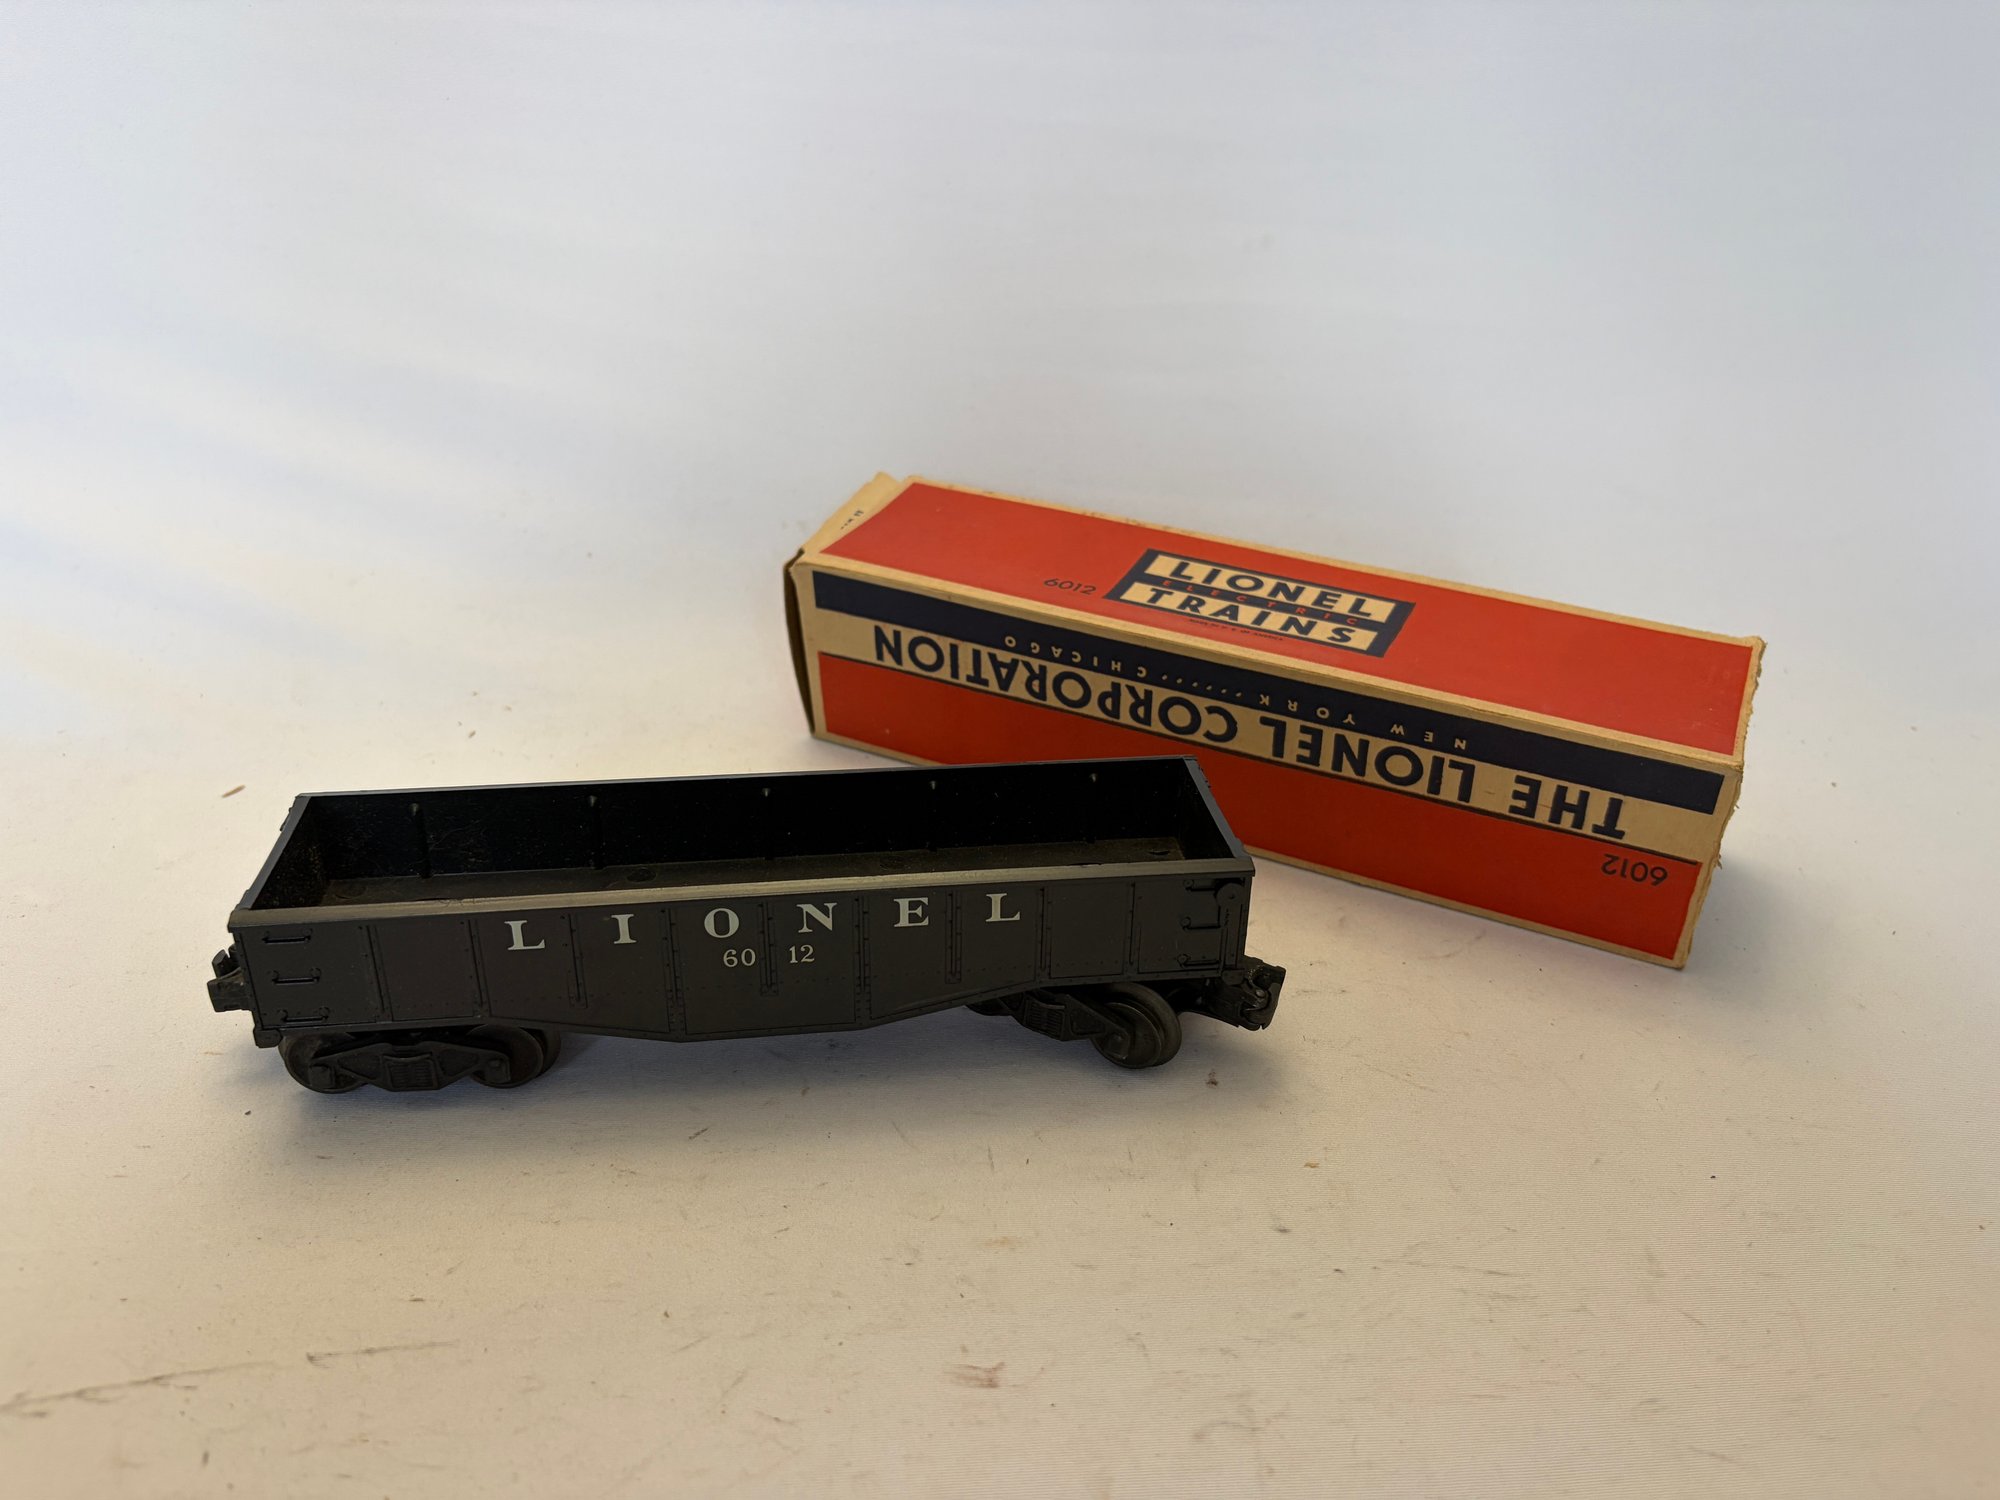 6012
LIONEL
ELECTRIC
TRAINS
THE LIONEL CORPORATION
NEW YORK ...... CHICAGO
6012
LIONEL
60 12